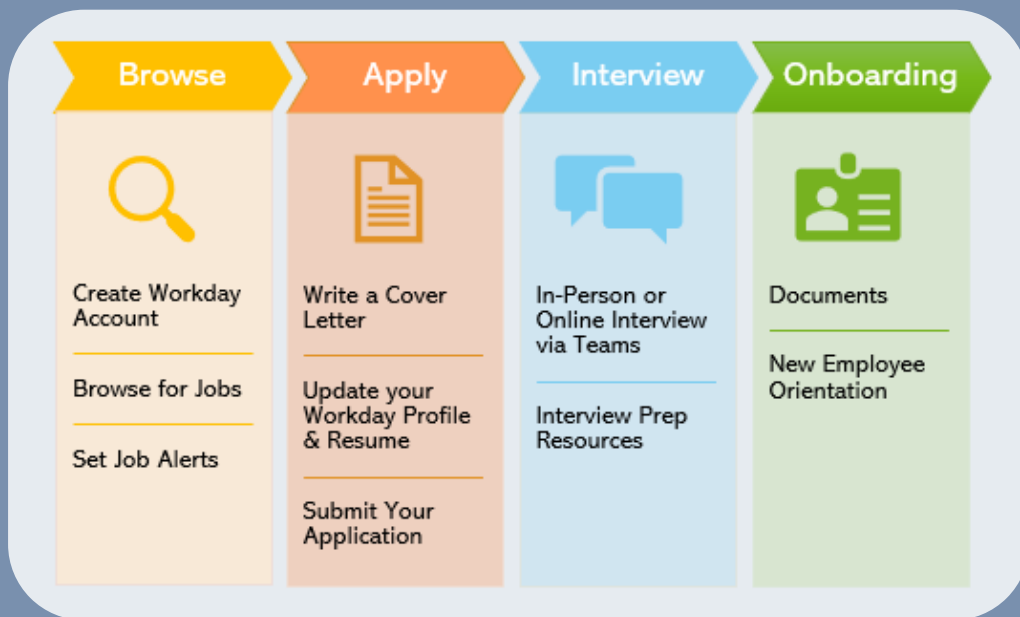 Browse
Create Workday
Account
Browse for Jobs
Set Job Alerts
Apply
Write a Cover
Letter
Update your
Workday Profile
& Resume
Submit Your
Application
Interview
In-Person or
Online Interview
via Teams
Interview Prep
Resources
Onboarding
Documents
New Employee
Orientation